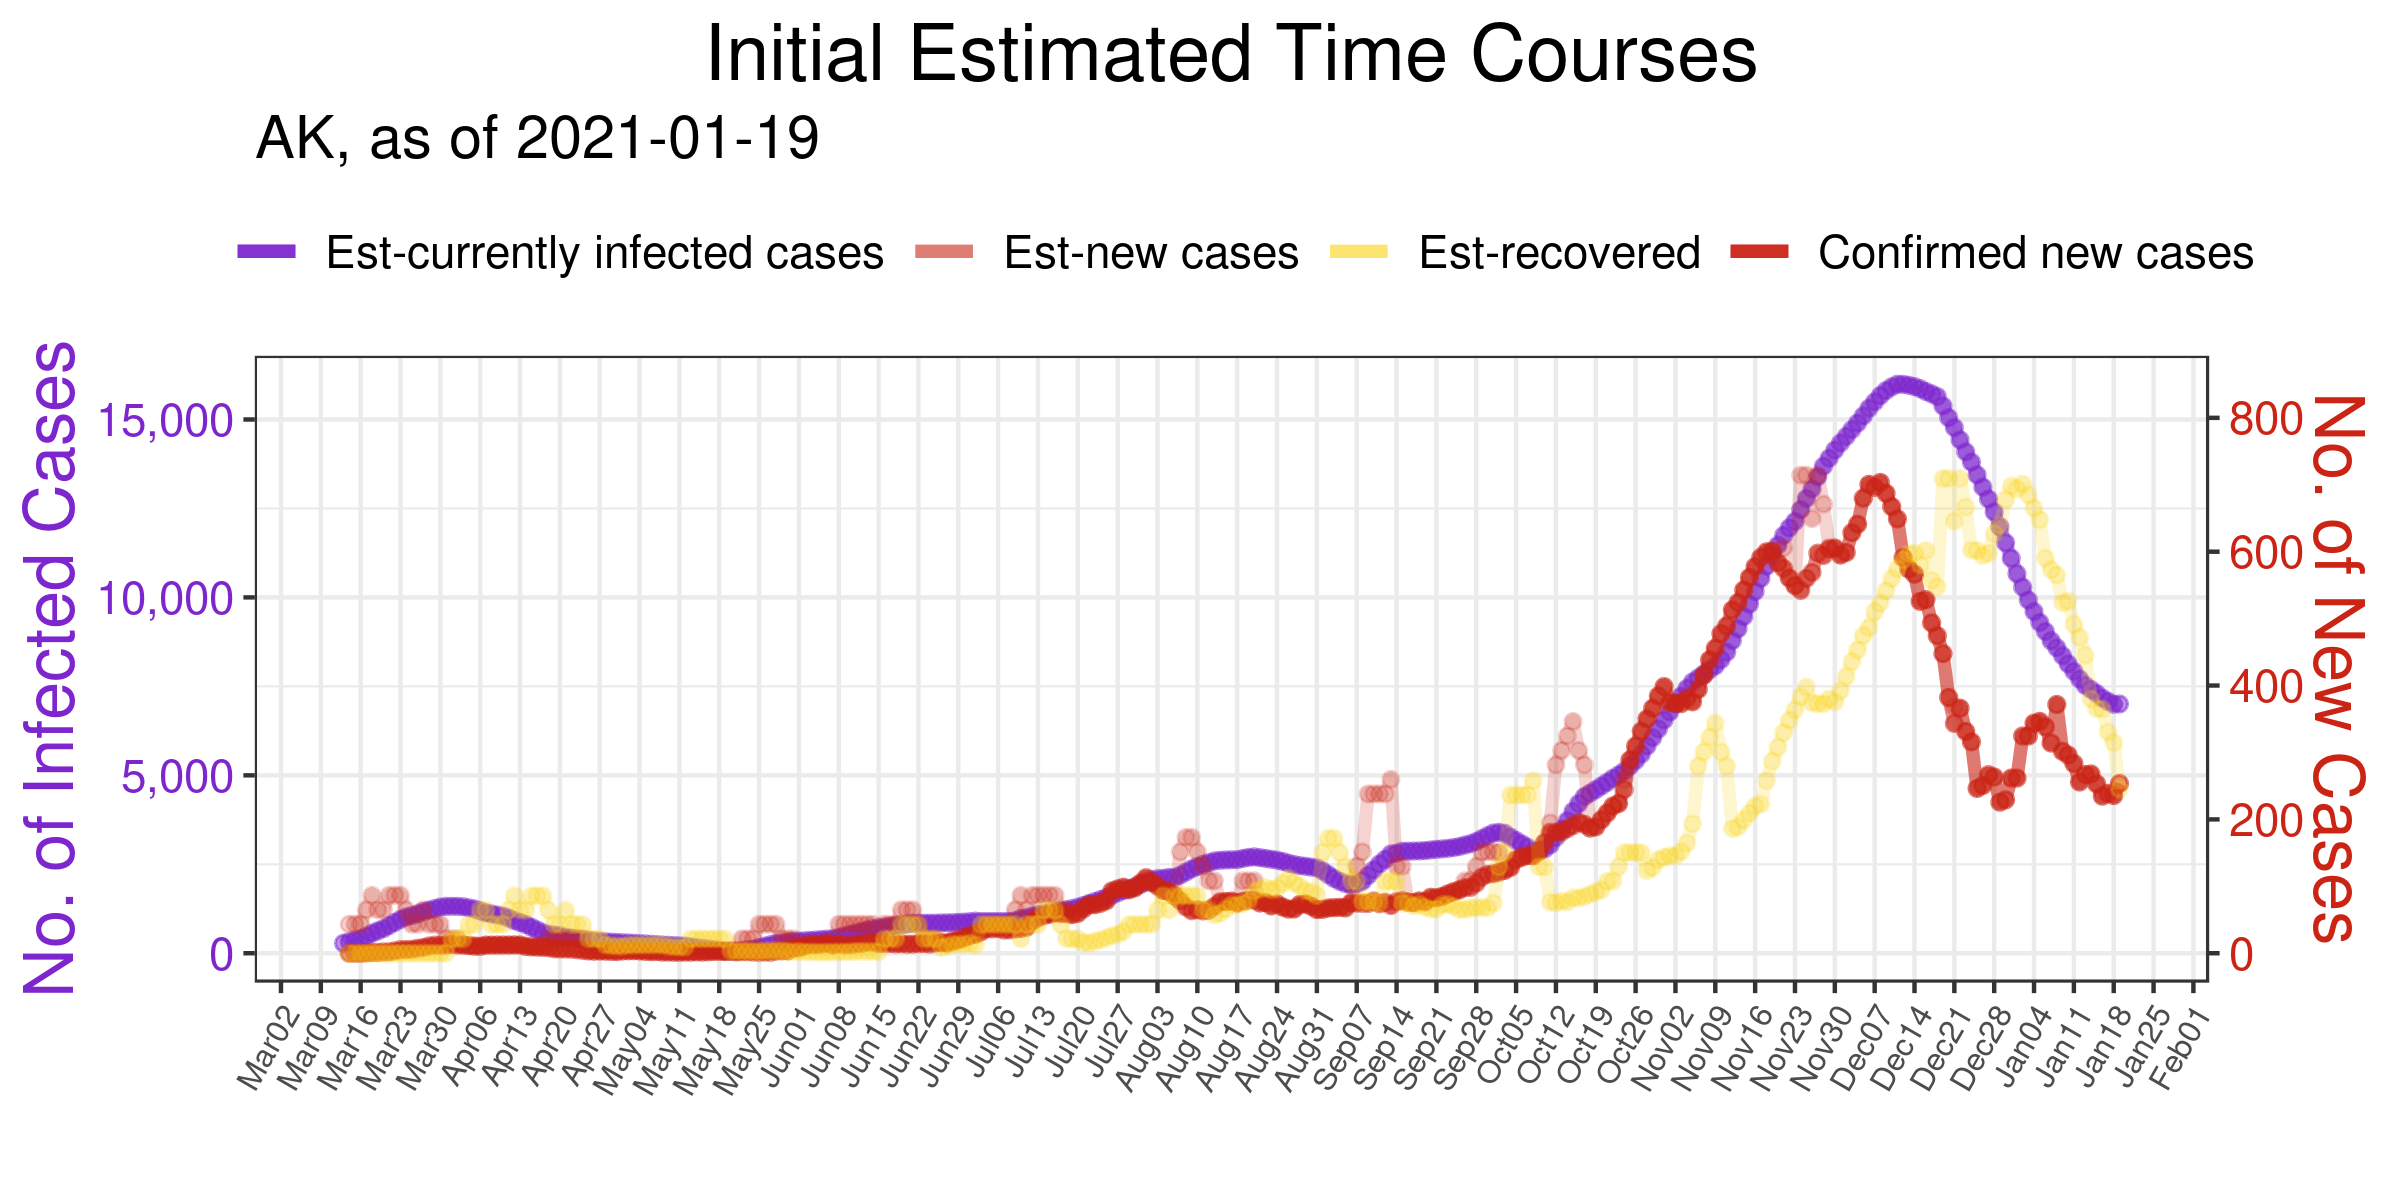 Initial Estimated Time Courses
AK, as of 2021-01-19
Est-currently infected cases Est-new cases Est-recovered Confirmed new cases
No. of Infected Cases
15,000
10,000
5,000
0
800
600
400
200
0
No. of New Cases
Mar02 Mar09 Mar16 Mar23 Mar30 Apr06 Apr13 Apr20 Apr27 May04 May11 May18 May25 Jun01 Jun08 Jun15 Jun22 Jun29 Jul06 Jul13 Jul20 Jul27 Aug03 Aug10 Aug17 Aug24 Aug31 Sep07 Sep14 Sep21 Sep28 Oct05 Oct12 Oct19 Oct26 Nov02 Nov09 Nov16 Nov23 Nov30 Dec07 Dec14 Dec21 Dec28 Jan04 Jan11 Jan18 Jan25 Feb01